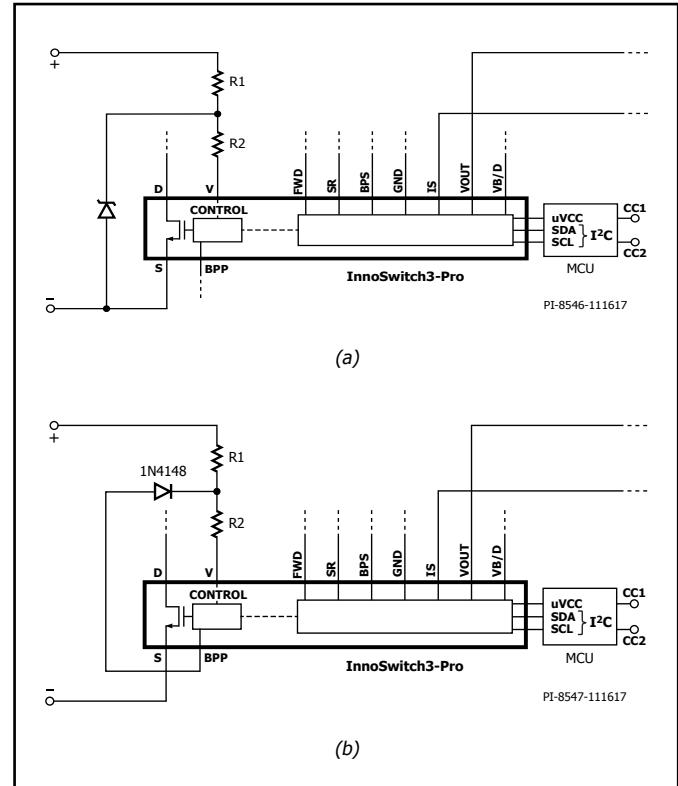 +
R1
R2
D
V
FWD
SR
BPS
GND
IS
VOUT
VB/D
CONTROL
uVCC
SDA
SCL
} I²C
CC1
CC2
S
BPP
InnoSwitch3-Pro
MCU
−
PI-8546-111617
(a)
+
R1
1N4148
R2
D
V
FWD
SR
BPS
GND
IS
VOUT
VB/D
CONTROL
uVCC
SDA
SCL
} I²C
CC1
CC2
S
BPP
InnoSwitch3-Pro
MCU
−
PI-8547-111617
(b)